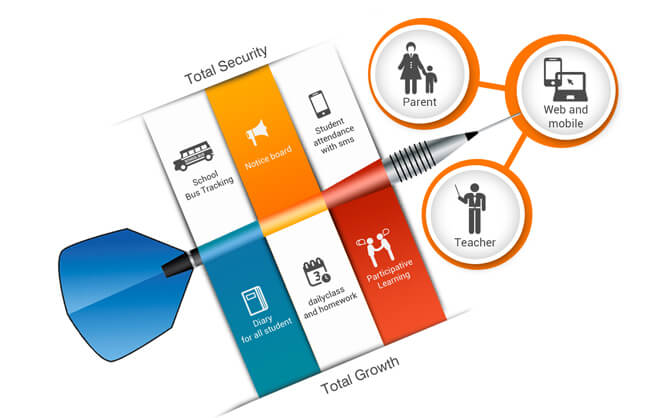 Total Security
School
Bus Tracking
Notice board
Student
attendance
with sms
Parent
Web and
mobile
Teacher
Diary
for all student
3
dailyclass
and homework
Participative
Learning
Total Growth